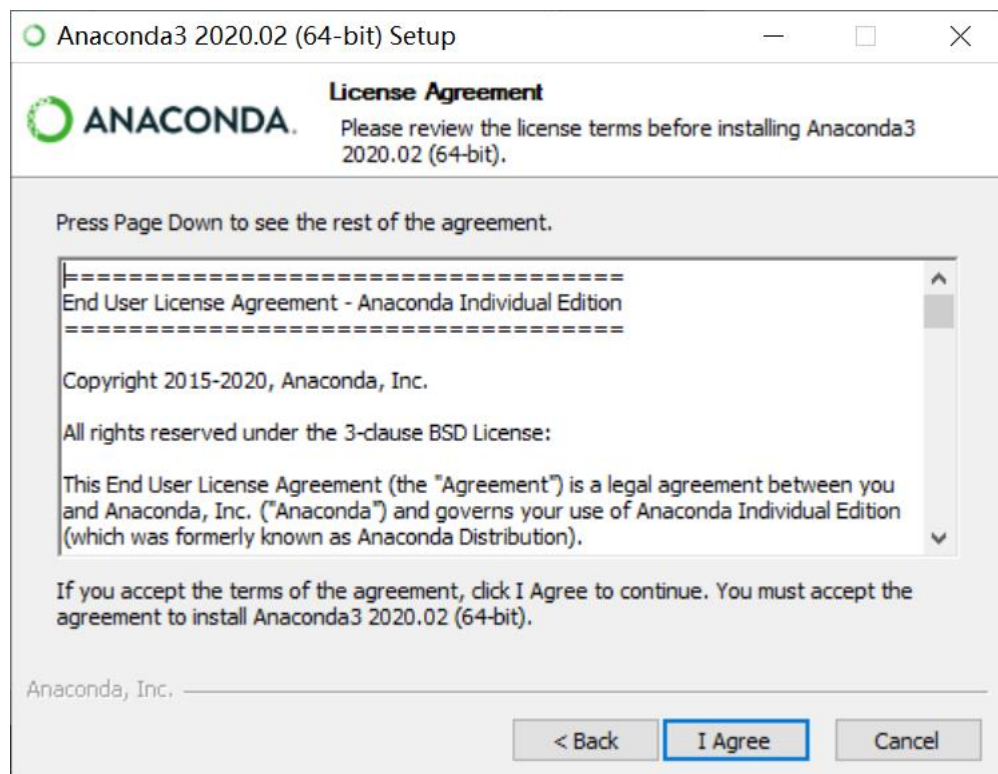 Anaconda3 2020.02 (64-bit) Setup
ANACONDA.
License Agreement
Please review the license terms before installing Anaconda3
2020.02 (64-bit).
Press Page Down to see the rest of the agreement.
===================================
End User License Agreement - Anaconda Individual Edition
===================================
Copyright 2015-2020, Anaconda, Inc.
All rights reserved under the 3-clause BSD License:
This End User License Agreement (the "Agreement") is a legal agreement between you
and Anaconda, Inc. ("Anaconda") and governs your use of Anaconda Individual Edition
(which was formerly known as Anaconda Distribution).
If you accept the terms of the agreement, click I Agree to continue. You must accept the
agreement to install Anaconda3 2020.02 (64-bit).
Anaconda, Inc.
< Back
I Agree
Cancel